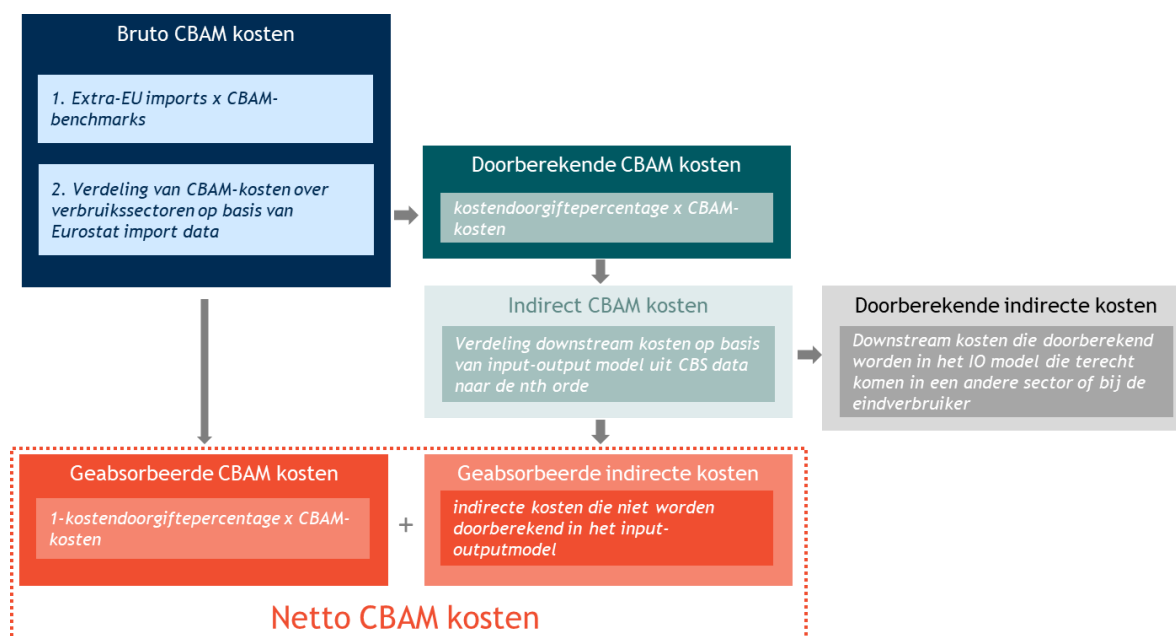 Bruto CBAM kosten
1. Extra-EU imports x CBAM-
benchmarks
2. Verdeling van CBAM-kosten over
verbruikssectoren op basis van
Eurostat import data
Doorberekende CBAM kosten
kostendoorgiftepercentage x CBAM-
kosten
Indirect CBAM kosten
Verdeling downstream kosten op basis
van input-output model uit CBS data
naar de nth orde
Doorberekende indirecte kosten
Downstream kosten die doorberekend
worden in het IO model die terecht
komen in een andere sector of bij de
eindverbruiker
Geabsorbeerde CBAM kosten
1-kostendoorgiftepercentage x CBAM-
kosten
+
Geabsorbeerde indirecte kosten
indirecte kosten die niet worden
doorberekend in het input-
outputmodel
Netto CBAM kosten